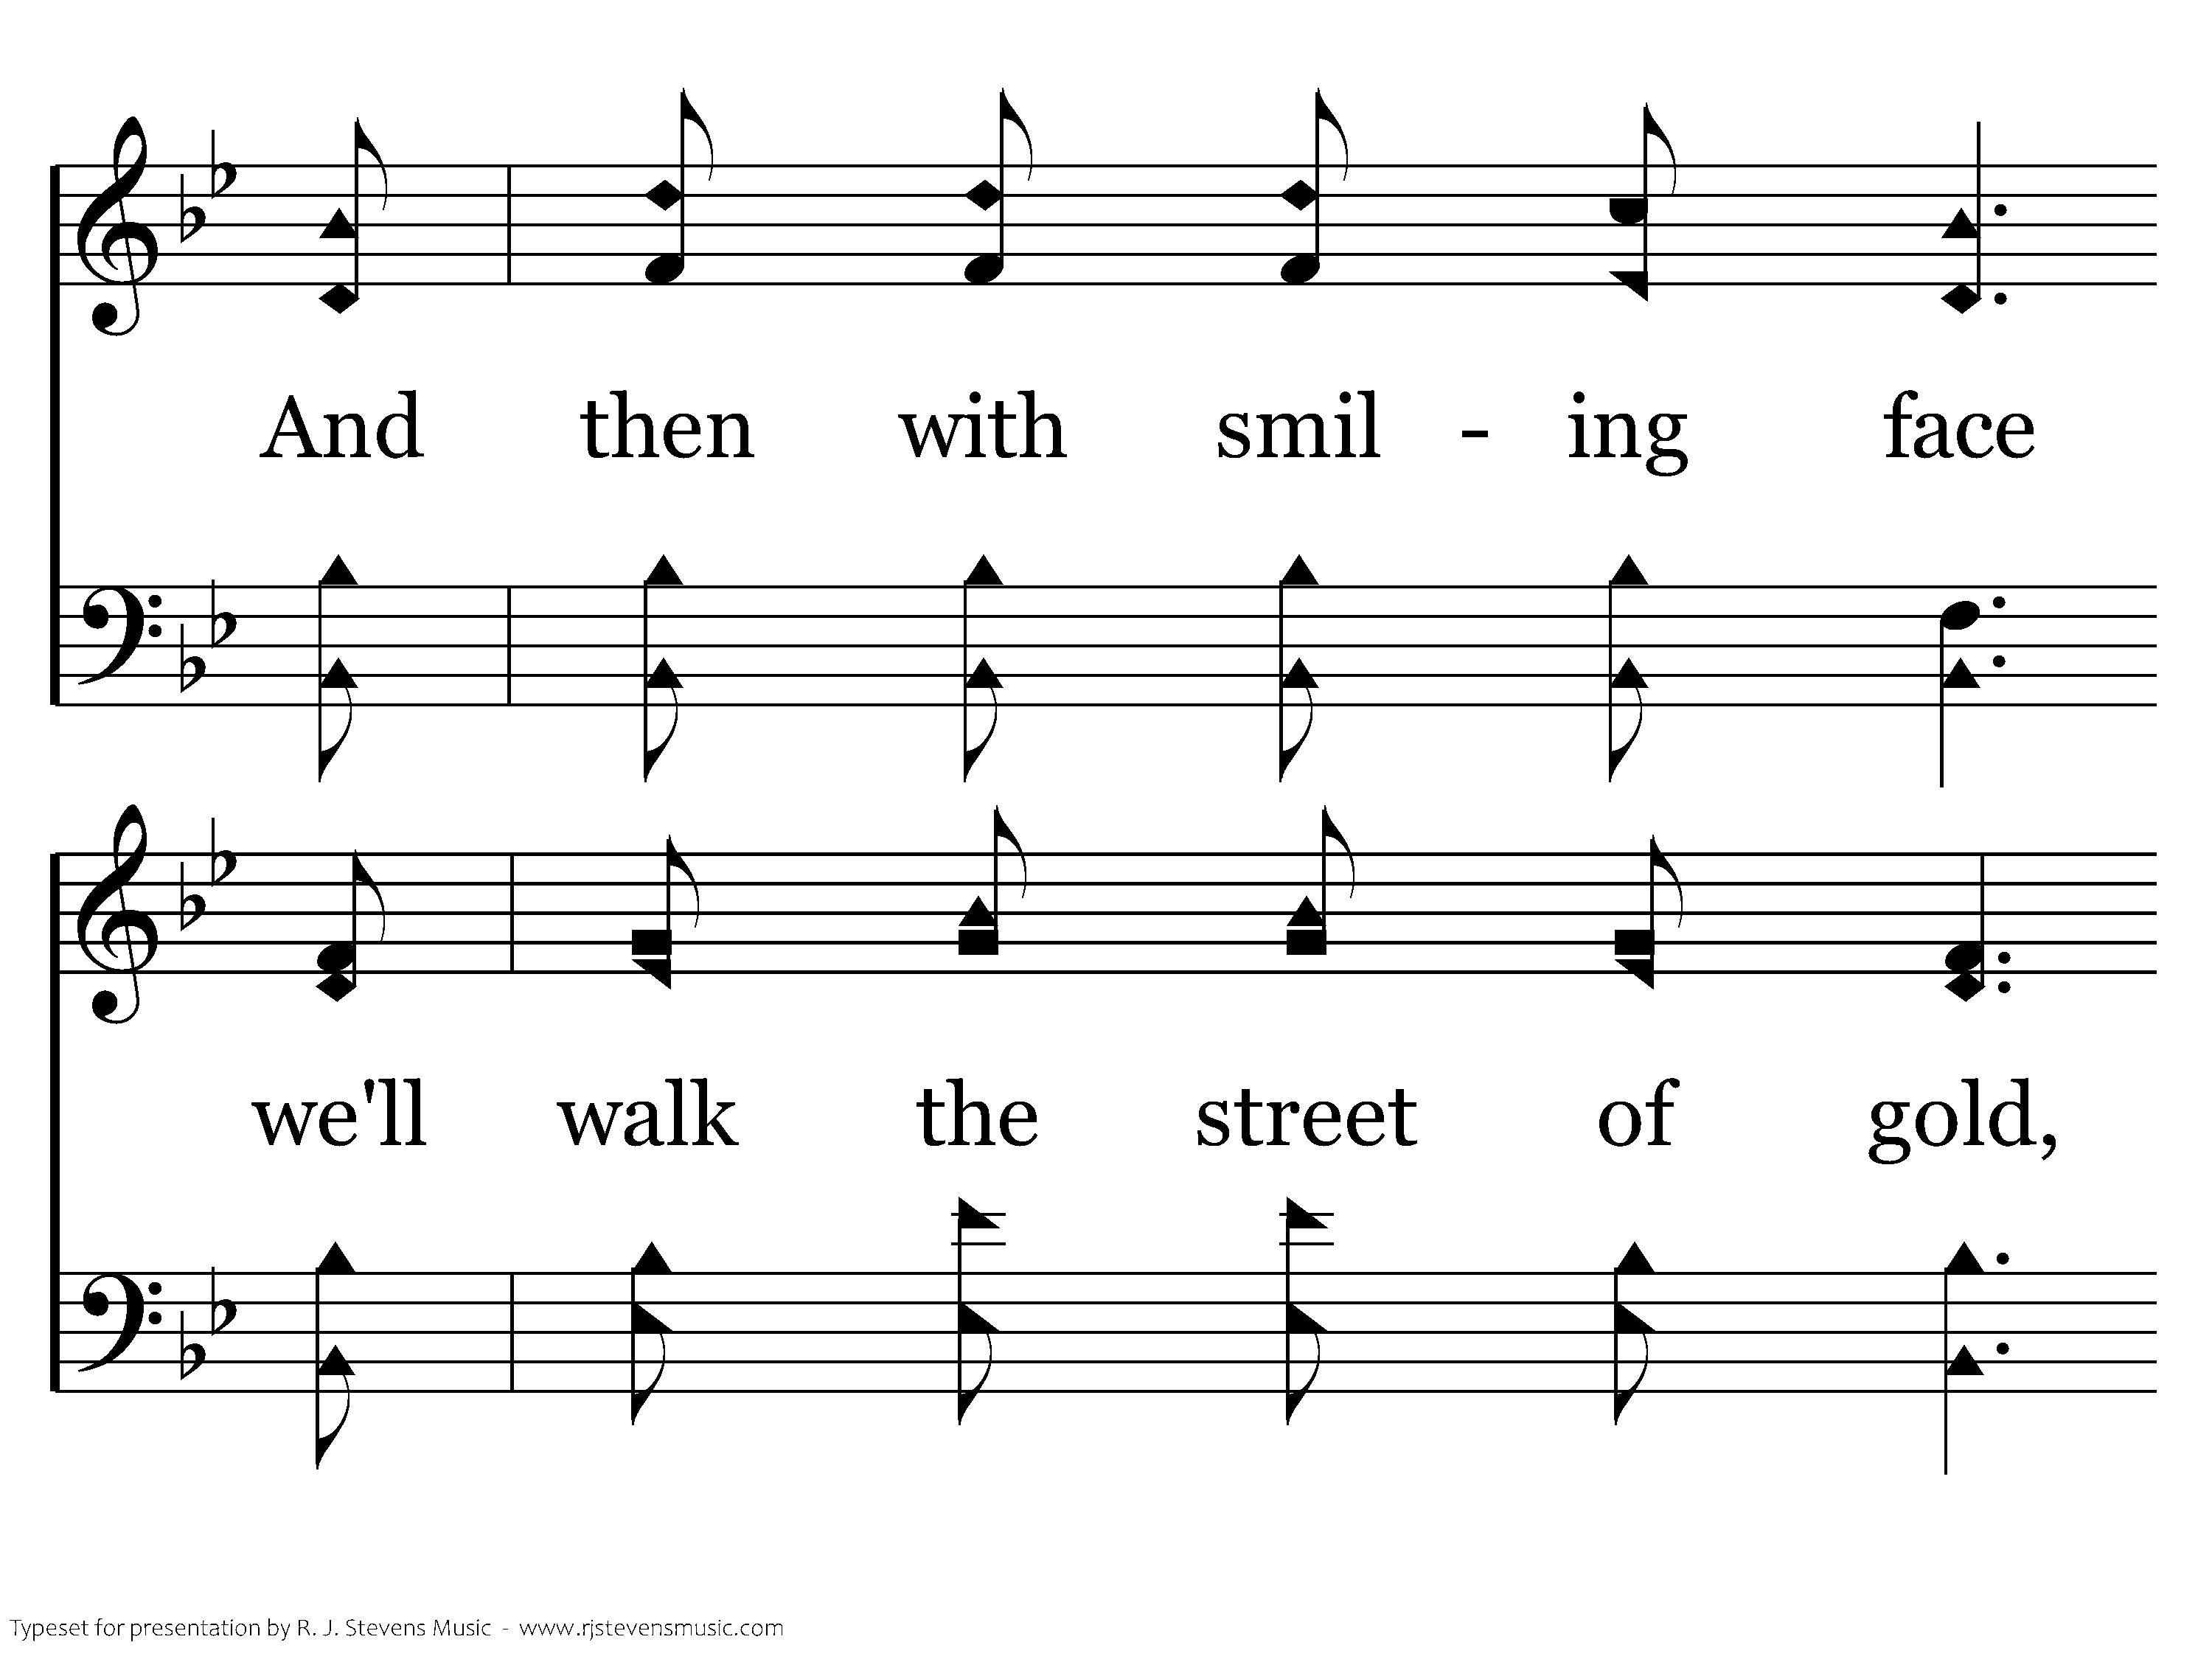 And then with smil - ing face
we'll walk the street of gold,
Typeset for presentation by R. J. Stevens Music - www.rjstevensmusic.com